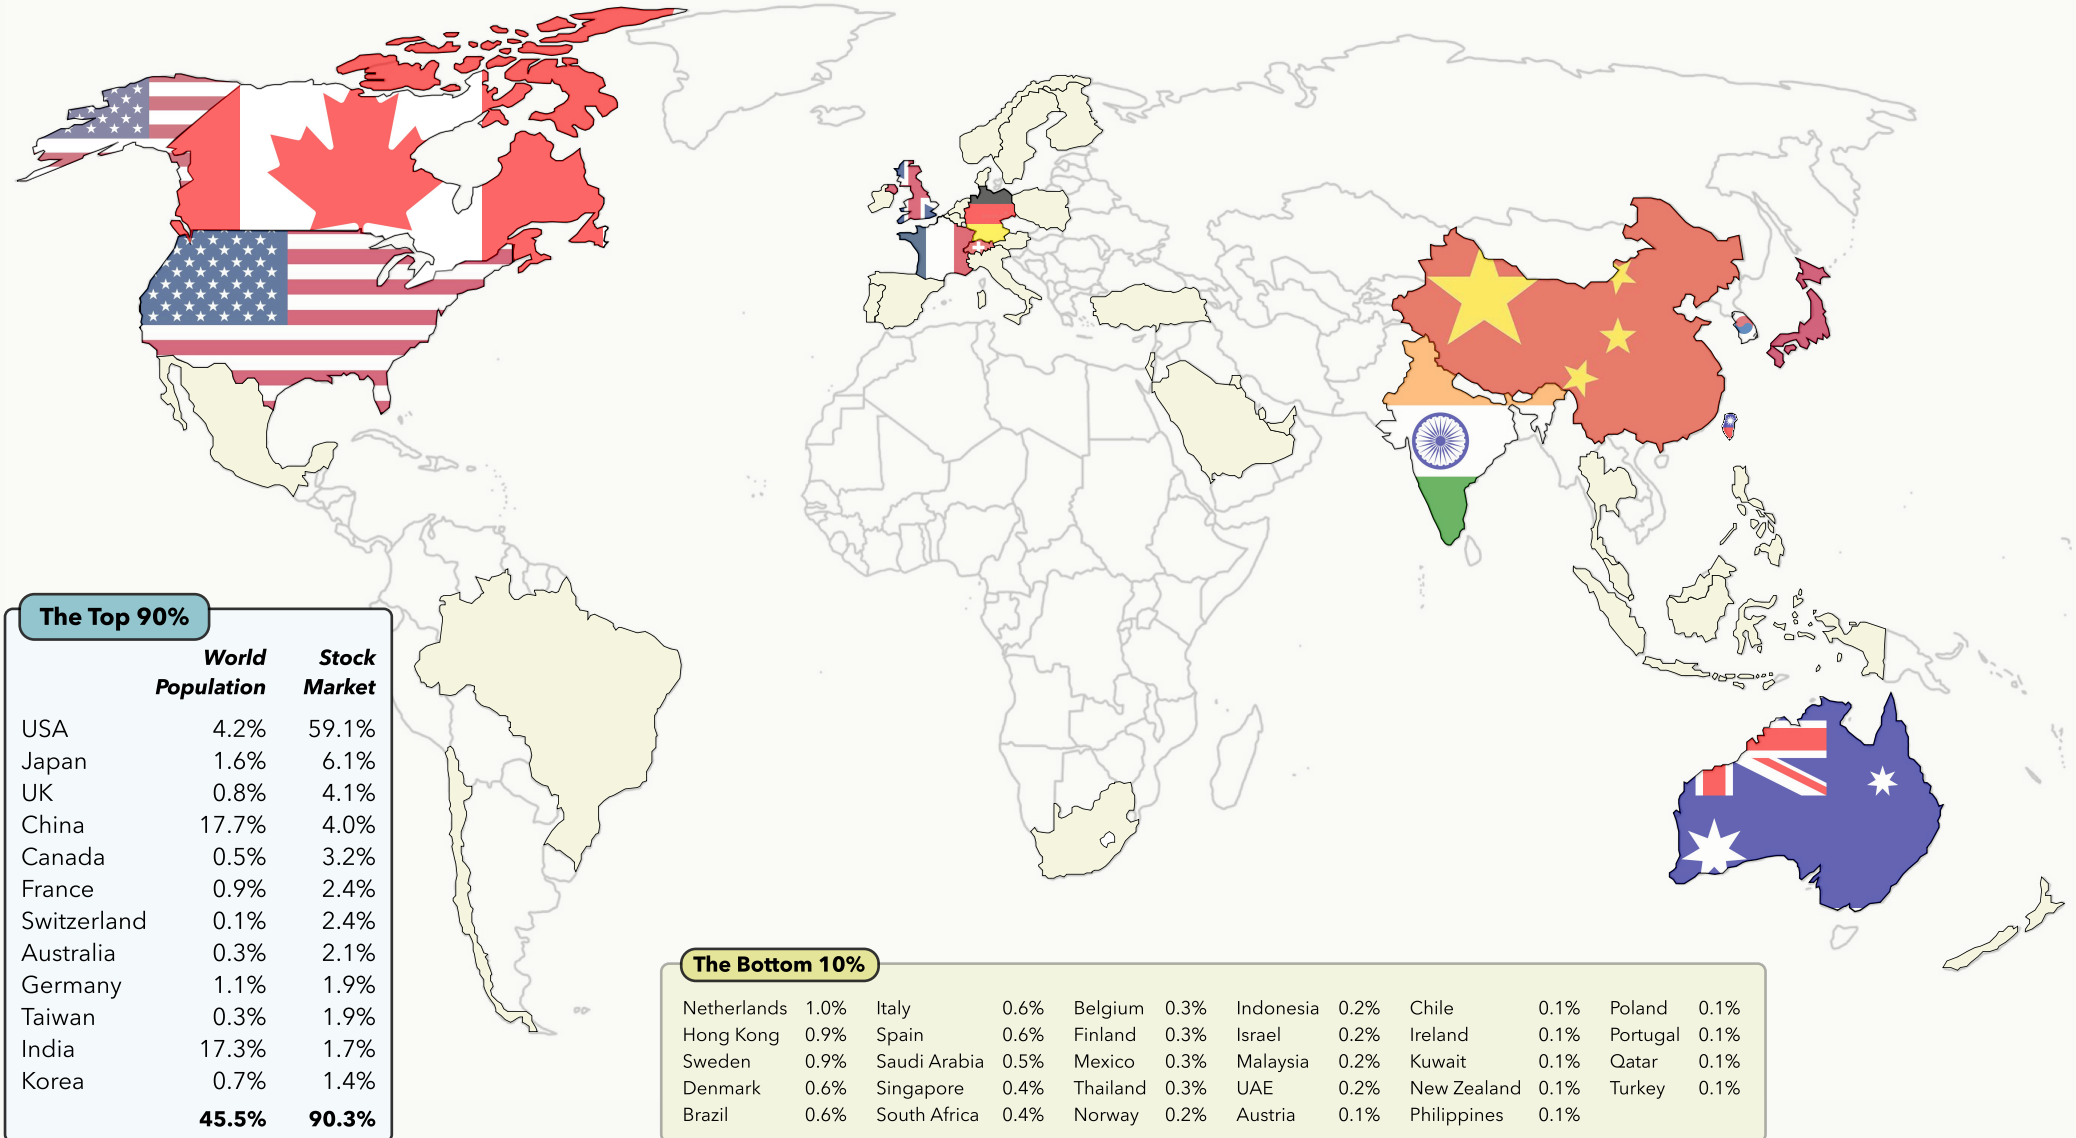 The Top 90%
World Population Stock Market
USA 4.2% 59.1%
Japan 1.6% 6.1%
UK 0.8% 4.1%
China 17.7% 4.0%
Canada 0.5% 3.2%
France 0.9% 2.4%
Switzerland 0.1% 2.4%
Australia 0.3% 2.1%
Germany 1.1% 1.9%
Taiwan 0.3% 1.9%
India 17.3% 1.7%
Korea 0.7% 1.4%
45.5% 90.3%
The Bottom 10%
Netherlands 1.0% Italy 0.6% Belgium 0.3% Indonesia 0.2% Chile 0.1% Poland 0.1%
Hong Kong 0.9% Spain 0.6% Finland 0.3% Israel 0.2% Ireland 0.1% Portugal 0.1%
Sweden 0.9% Saudi Arabia 0.5% Mexico 0.3% Malaysia 0.2% Kuwait 0.1% Qatar 0.1%
Denmark 0.6% Singapore 0.4% Thailand 0.3% UAE 0.2% New Zealand 0.1% Turkey 0.1%
Brazil 0.6% South Africa 0.4% Norway 0.2% Austria 0.1% Philippines 0.1%